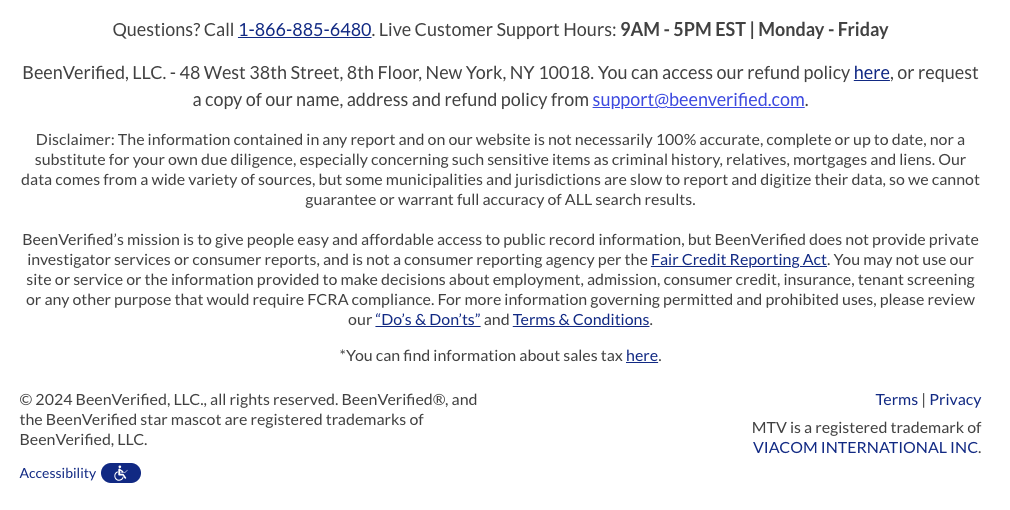 Questions? Call 1-866-885-6480. Live Customer Support Hours: 9AM - 5PM EST | Monday - Friday
BeenVerified, LLC. - 48 West 38th Street, 8th Floor, New York, NY 10018. You can access our refund policy here, or request
a copy of our name, address and refund policy from support@beenverified.com.
Disclaimer: The information contained in any report and on our website is not necessarily 100% accurate, complete or up to date, nor a
substitute for your own due diligence, especially concerning such sensitive items as criminal history, relatives, mortgages and liens. Our
data comes from a wide variety of sources, but some municipalities and jurisdictions are slow to report and digitize their data, so we cannot
guarantee or warrant full accuracy of ALL search results.
BeenVerified’s mission is to give people easy and affordable access to public record information, but BeenVerified does not provide private
investigator services or consumer reports, and is not a consumer reporting agency per the Fair Credit Reporting Act. You may not use our
site or service or the information provided to make decisions about employment, admission, consumer credit, insurance, tenant screening
or any other purpose that would require FCRA compliance. For more information governing permitted and prohibited uses, please review
our “Do’s & Don’ts” and Terms & Conditions.
*You can find information about sales tax here.
© 2024 BeenVerified, LLC., all rights reserved. BeenVerified®, and
the BeenVerified star mascot are registered trademarks of
BeenVerified, LLC.
Accessibility
Terms | Privacy
MTV is a registered trademark of
VIACOM INTERNATIONAL INC.